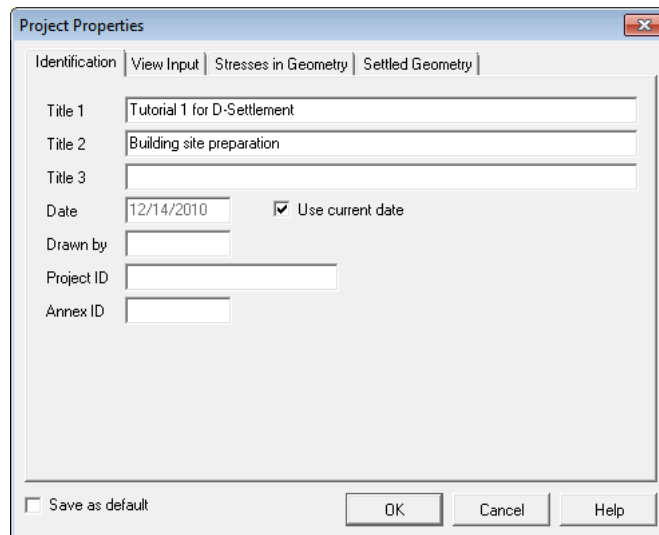 Project Properties
Identification View Input Stresses in Geometry Settled Geometry
Title 1 Tutorial 1 for D-Settlement
Title 2 Building site preparation
Title 3
Date 12/14/2010 Use current date
Drawn by
Project ID
Annex ID
Save as default OK Cancel Help